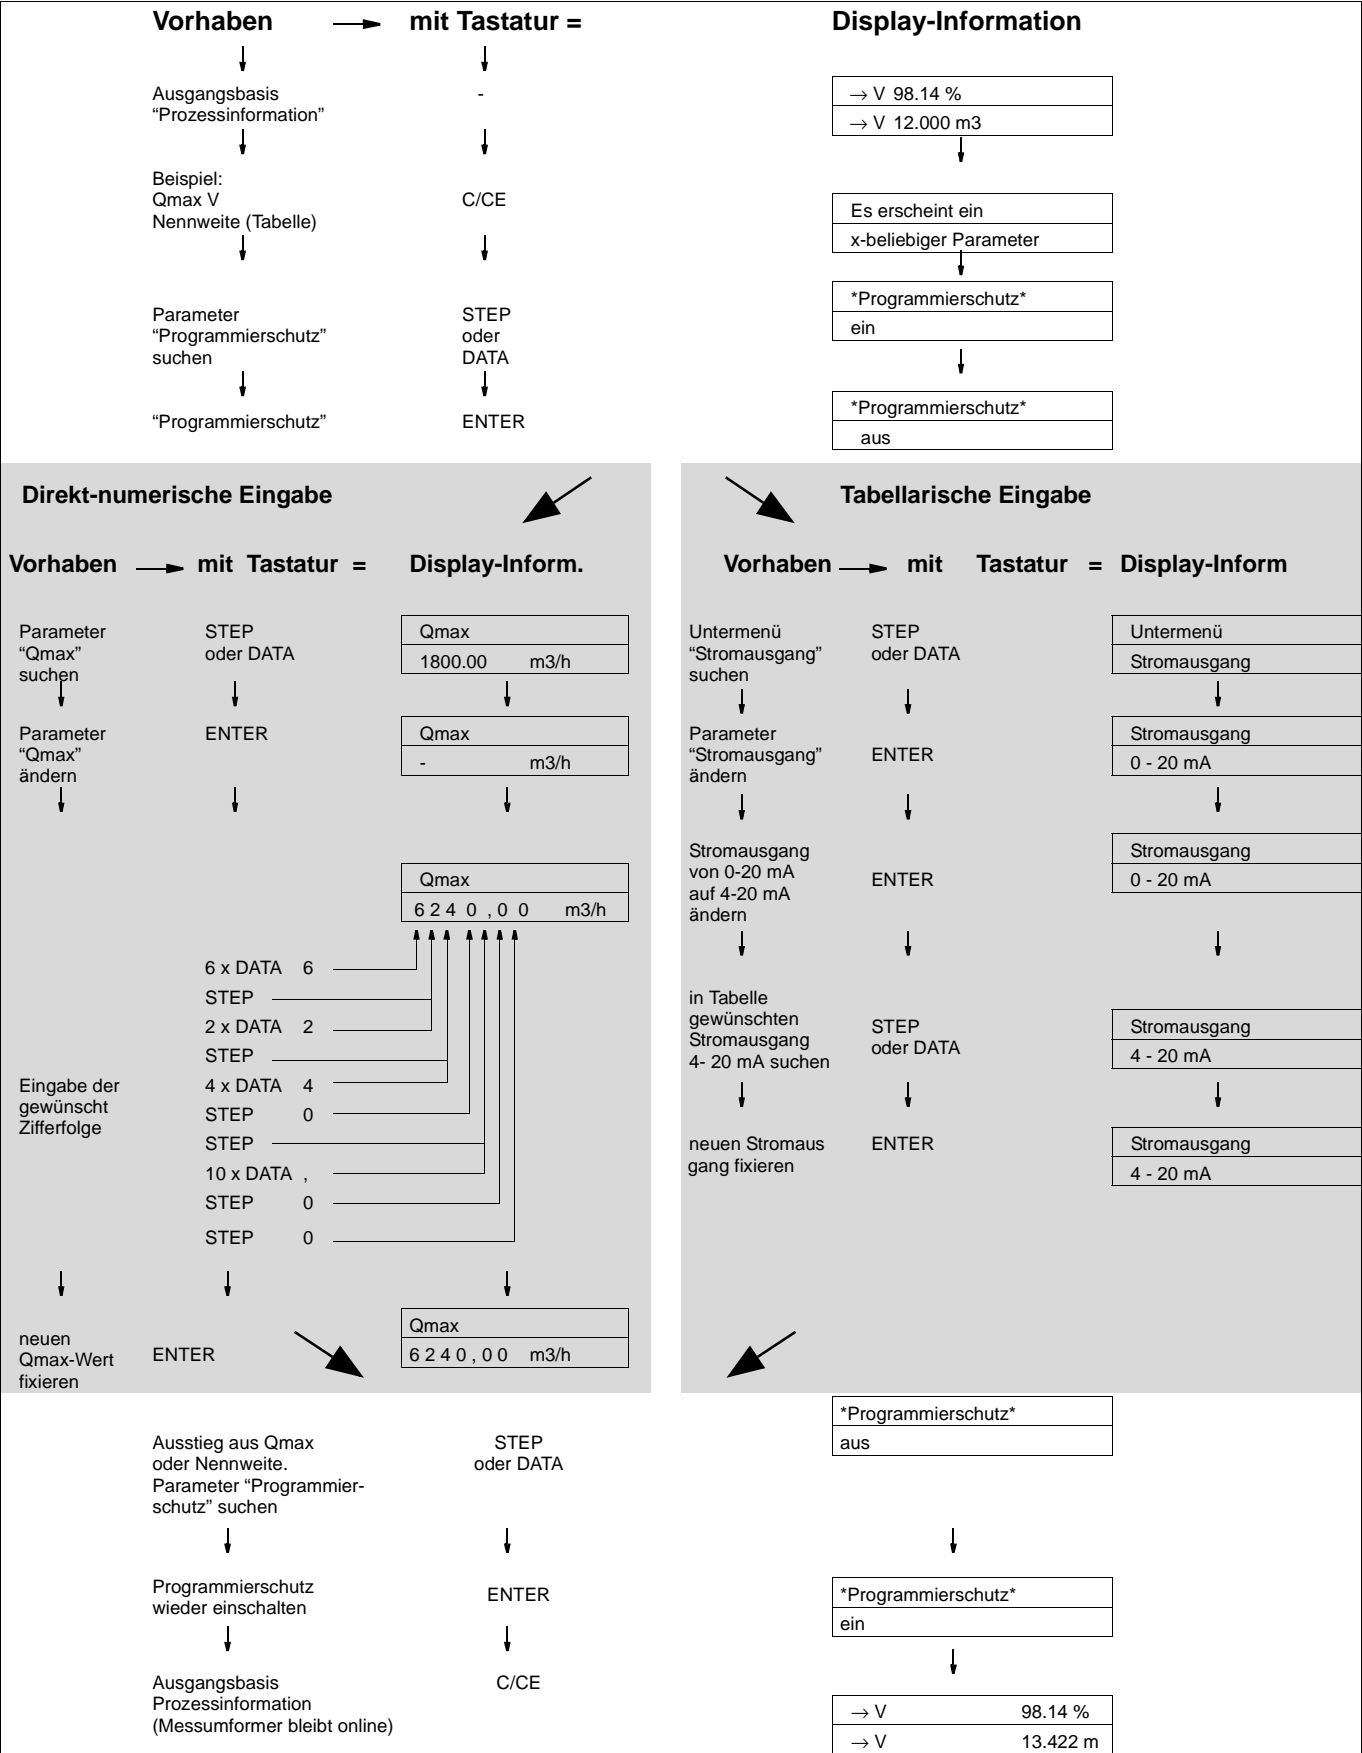 Vorhaben → mit Tastatur = Display-Information
Ausgangsbasis
“Prozessinformation”
-
→ V 98.14 %
→ V 12.000 m3
Beispiel:
Qmax V
Nennweite (Tabelle)
C/CE
Es erscheint ein
x-beliebiger Parameter
Parameter
“Programmierschutz”
suchen
STEP
oder
DATA
*Programmierschutz*
ein
“Programmierschutz”
ENTER
*Programmierschutz*
aus
Direkt-numerische Eingabe
Vorhaben → mit Tastatur = Display-Inform.
Parameter
“Qmax”
suchen
STEP
oder DATA
Qmax
1800.00 m3/h
Parameter
“Qmax”
ändern
ENTER
Qmax
- m3/h
Qmax
6 2 4 0 , 0 0 m3/h
Eingabe der
gewünscht
Zifferfolge
6 x DATA 6
STEP
2 x DATA 2
STEP
4 x DATA 4
STEP 0
STEP
10 x DATA ,
STEP 0
STEP 0
neuen
Qmax-Wert
fixieren
ENTER
Qmax
6 2 4 0 , 0 0 m3/h
Tabellarische Eingabe
Vorhaben → mit Tastatur = Display-Inform
Untermenü
“Stromausgang”
suchen
STEP
oder DATA
Untermenü
Stromausgang
Parameter
“Stromausgang”
ändern
ENTER
Stromausgang
0 - 20 mA
Stromausgang
von 0-20 mA
auf 4-20 mA
ändern
ENTER
Stromausgang
0 - 20 mA
in Tabelle
gewünschten
Stromausgang
4- 20 mA suchen
STEP
oder DATA
Stromausgang
4 - 20 mA
neuen Stromaus
gang fixieren
ENTER
Stromausgang
4 - 20 mA
Ausstieg aus Qmax
oder Nennweite.
Parameter “Programmier-
schutz” suchen
STEP
oder DATA
*Programmierschutz*
aus
Programmierschutz
wieder einschalten
ENTER
*Programmierschutz*
ein
Ausgangsbasis
Prozessinformation
(Messumformer bleibt online)
C/CE
→ V 98.14 %
→ V 13.422 m